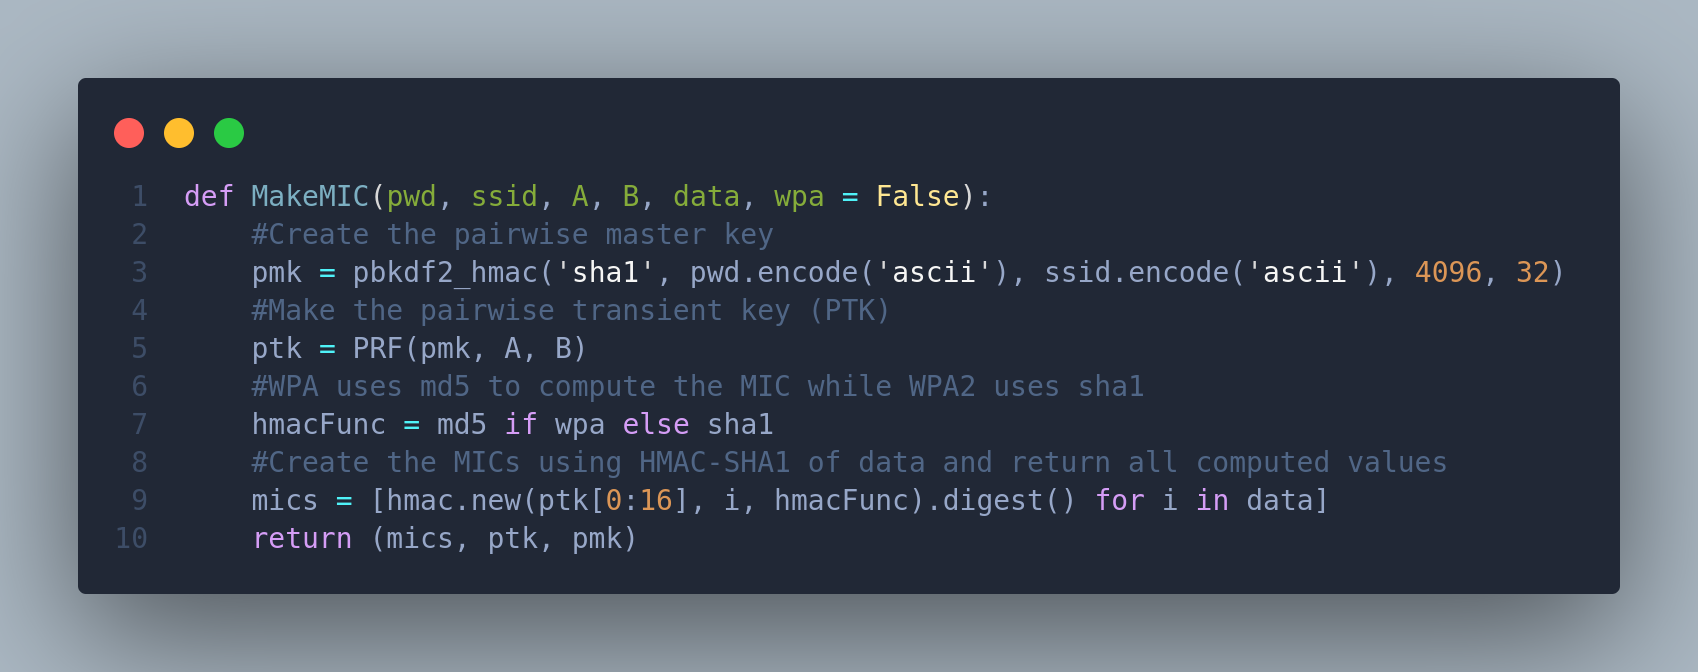 1 def MakeMIC(pwd, ssid, A, B, data, wpa = False):
2     #Create the pairwise master key
3     pmk = pbkdf2_hmac('sha1', pwd.encode('ascii'), ssid.encode('ascii'), 4096, 32)
4     #Make the pairwise transient key (PTK)
5     ptk = PRF(pmk, A, B)
6     #WPA uses md5 to compute the MIC while WPA2 uses sha1
7     hmacFunc = md5 if wpa else sha1
8     #Create the MICs using HMAC-SHA1 of data and return all computed values
9     mics = [hmac.new(ptk[0:16], i, hmacFunc).digest() for i in data]
10     return (mics, ptk, pmk)